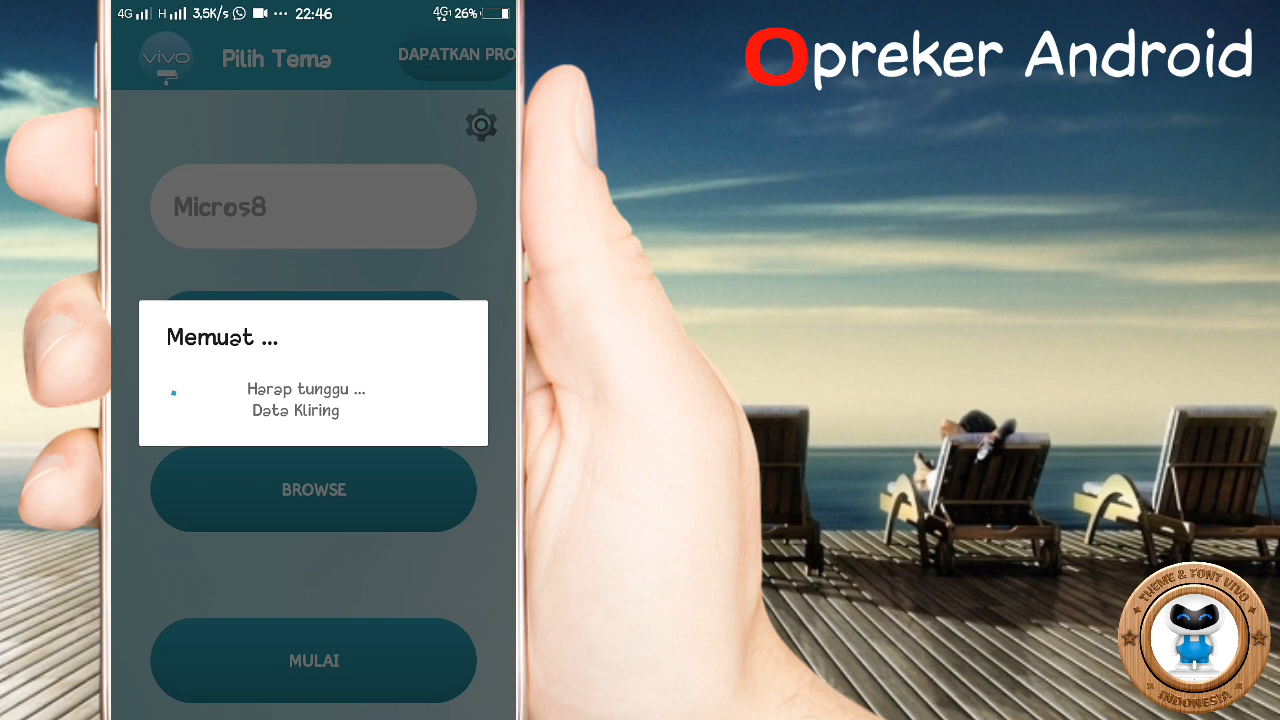 4G H 3,5K/s 22:46 4G1 26%
vivo Pilih Tema DAPATKAN PRO
Micros8
Memuat ...
Harap tunggu ...
Data Kliring
BROWSE
MULAI
Opreker Android
THEME & FONT VIVO
INDONESIA